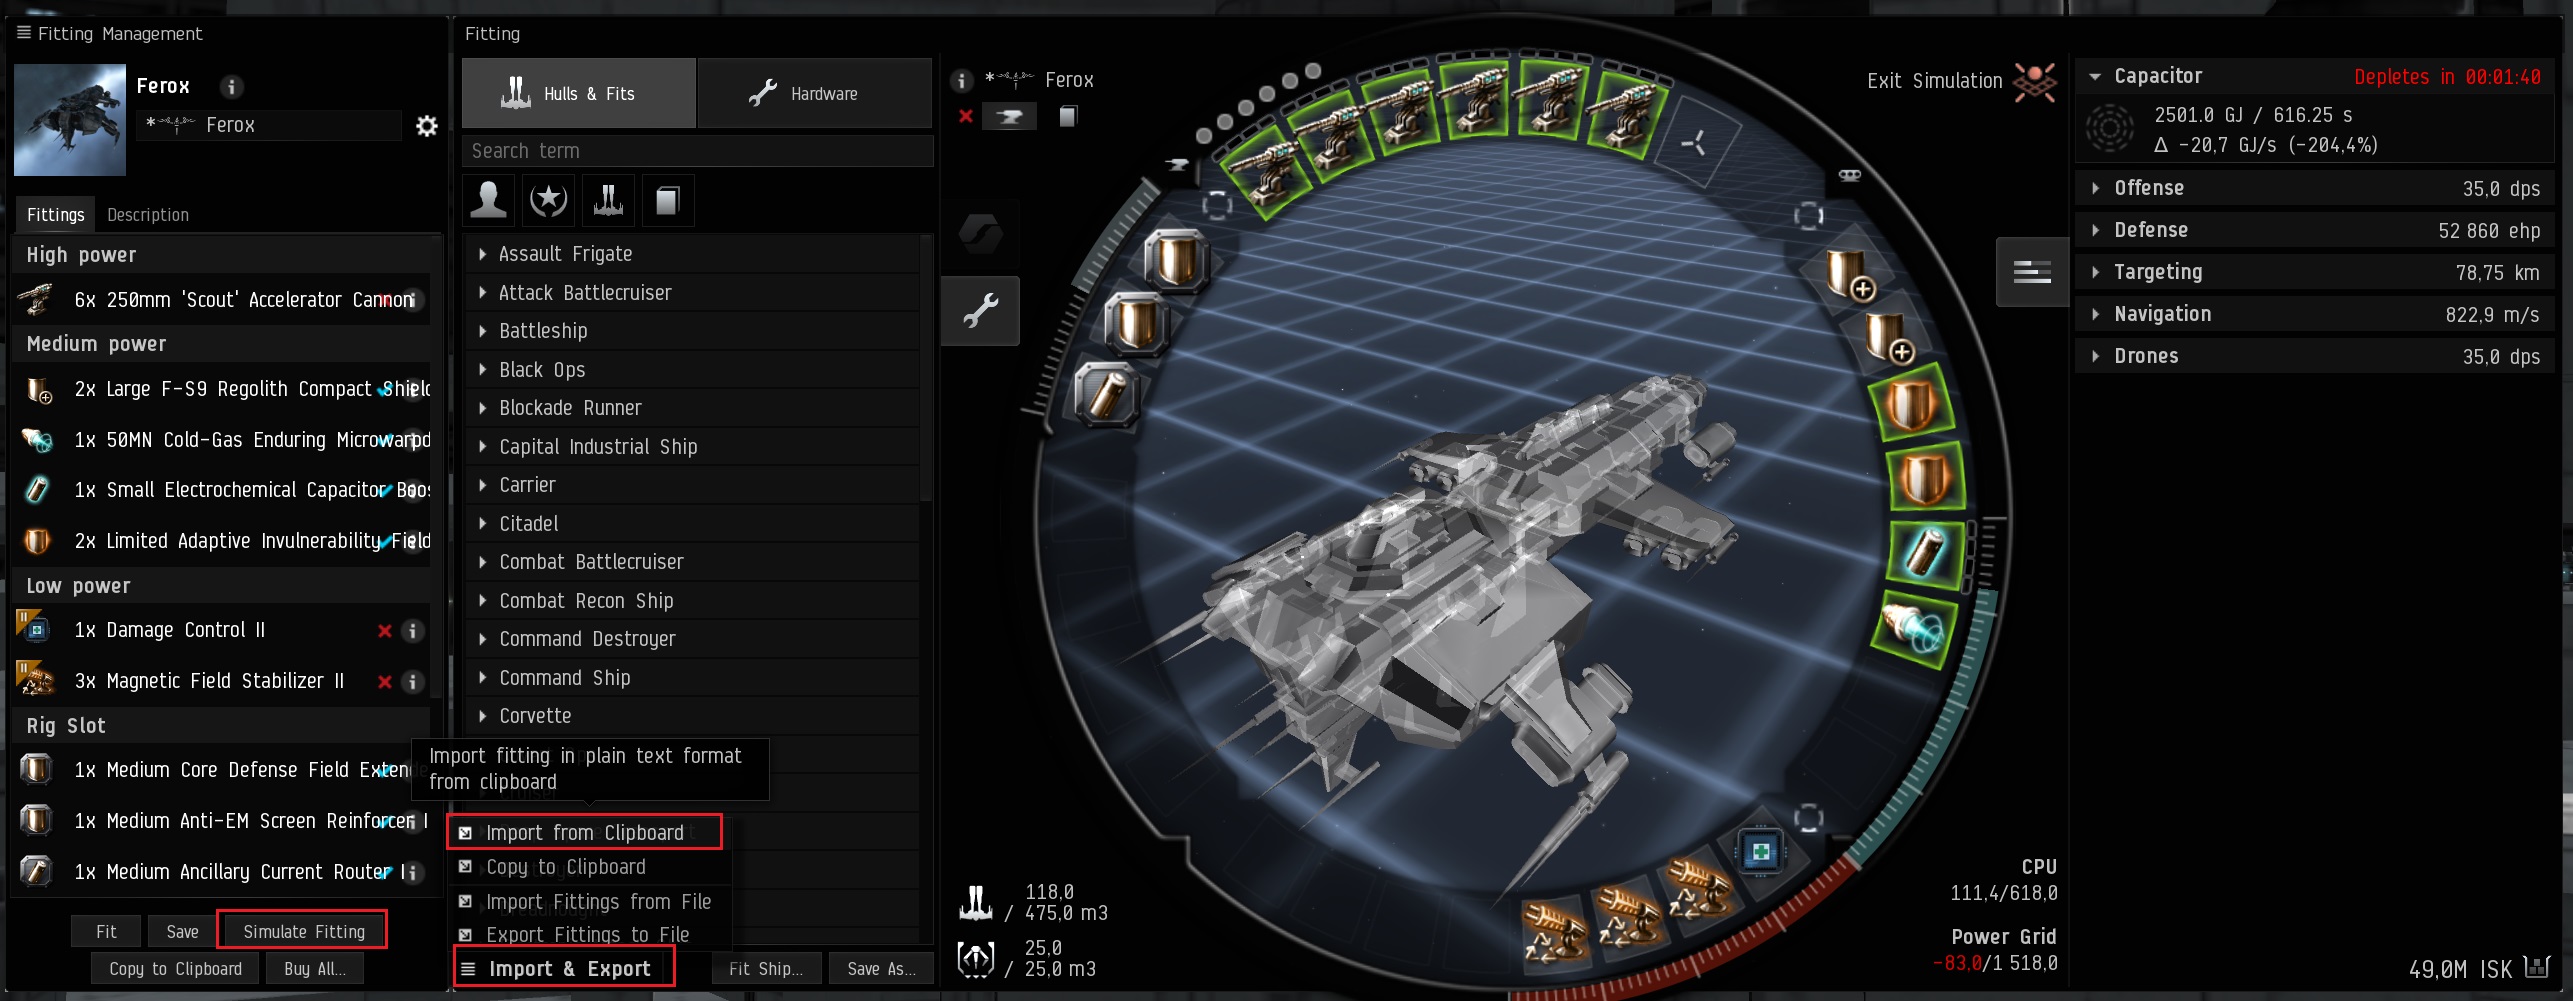 Fitting Management
Ferox
* Ferox
Fittings Description
High power
6x 250mm 'Scout' Accelerator Cannon
Medium power
2x Large F-S9 Regolith Compact Shield
1x 50MN Cold-Gas Enduring Microwarpd
1x Small Electrochemical Capacitor Boos
2x Limited Adaptive Invulnerability Field
Low power
1x Damage Control II
3x Magnetic Field Stabilizer II
Rig Slot
1x Medium Core Defense Field Extende
1x Medium Anti-EM Screen Reinforcer I
1x Medium Ancillary Current Router I
Fit Save Simulate Fitting
Copy to Clipboard Buy All...
Fitting
Hulls & Fits Hardware
Search term
Assault Frigate
Attack Battlecruiser
Battleship
Black Ops
Blockade Runner
Capital Industrial Ship
Carrier
Citadel
Combat Battlecruiser
Combat Recon Ship
Command Destroyer
Command Ship
Corvette
Import fitting in plain text format
from clipboard
Import from Clipboard
Copy to Clipboard
Import Fittings from File
Export Fittings to File
Import & Export Fit Ship... Save As...
* Ferox
Exit Simulation
118,0
/ 475,0 m3
25,0
/ 25,0 m3
CPU
111,4/618,0
Power Grid
-83,0/1 518,0
Capacitor Depletes in 00:01:40
2501.0 GJ / 616.25 s
Δ -20,7 GJ/s (-204,4%)
Offense 35,0 dps
Defense 52 860 ehp
Targeting 78,75 km
Navigation 822,9 m/s
Drones 35,0 dps
49,0M ISK